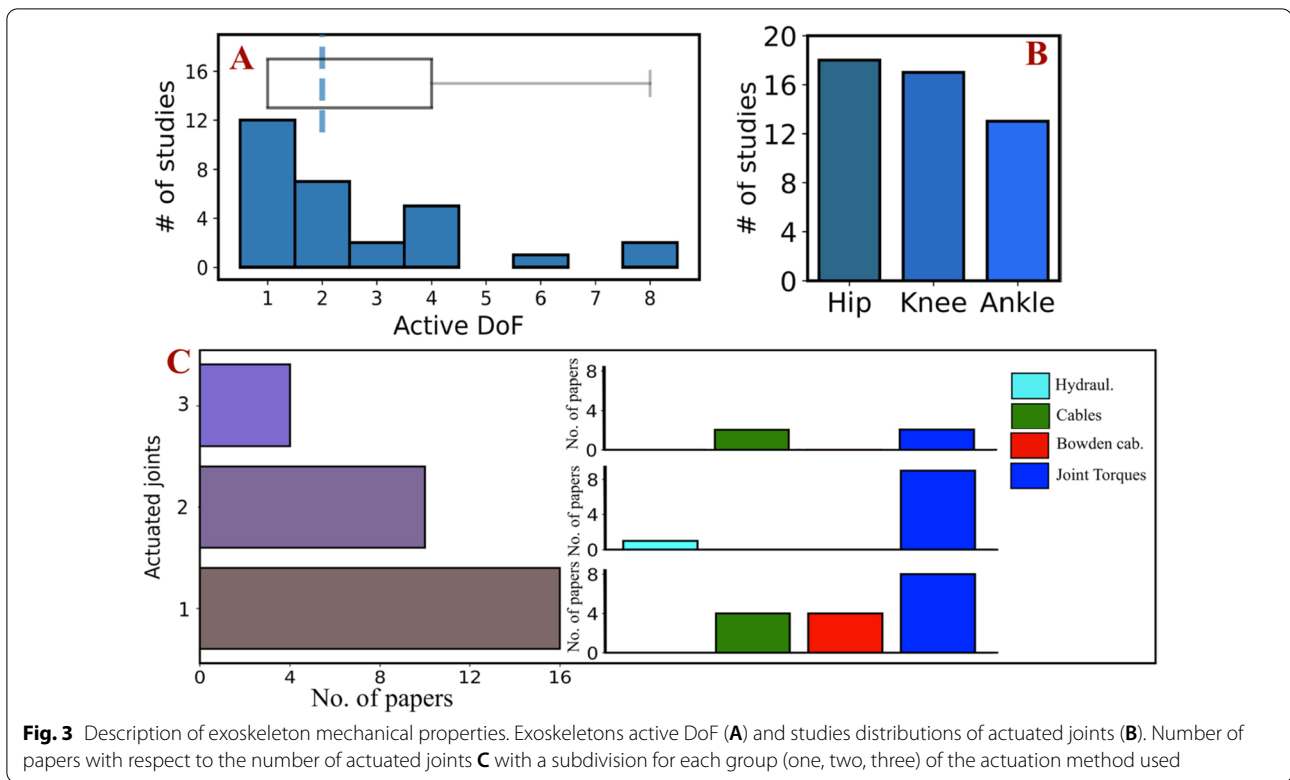 A
# of studies
16
12
8
4
0
1 2 3 4 5 6 7 8
Active DoF
B
# of studies
20
16
12
8
4
0
Hip Knee Ankle
C
Actuated joints
3
2
1
0 4 8 12 16
No. of papers
No. of papers
8
4
0
No. of papers
8
4
0
No. of papers
8
4
0
Hydraul.
Cables
Bowden cab.
Joint Torques
Fig. 3 Description of exoskeleton mechanical properties. Exoskeletons active DoF (A) and studies distributions of actuated joints (B). Number of
papers with respect to the number of actuated joints C with a subdivision for each group (one, two, three) of the actuation method used